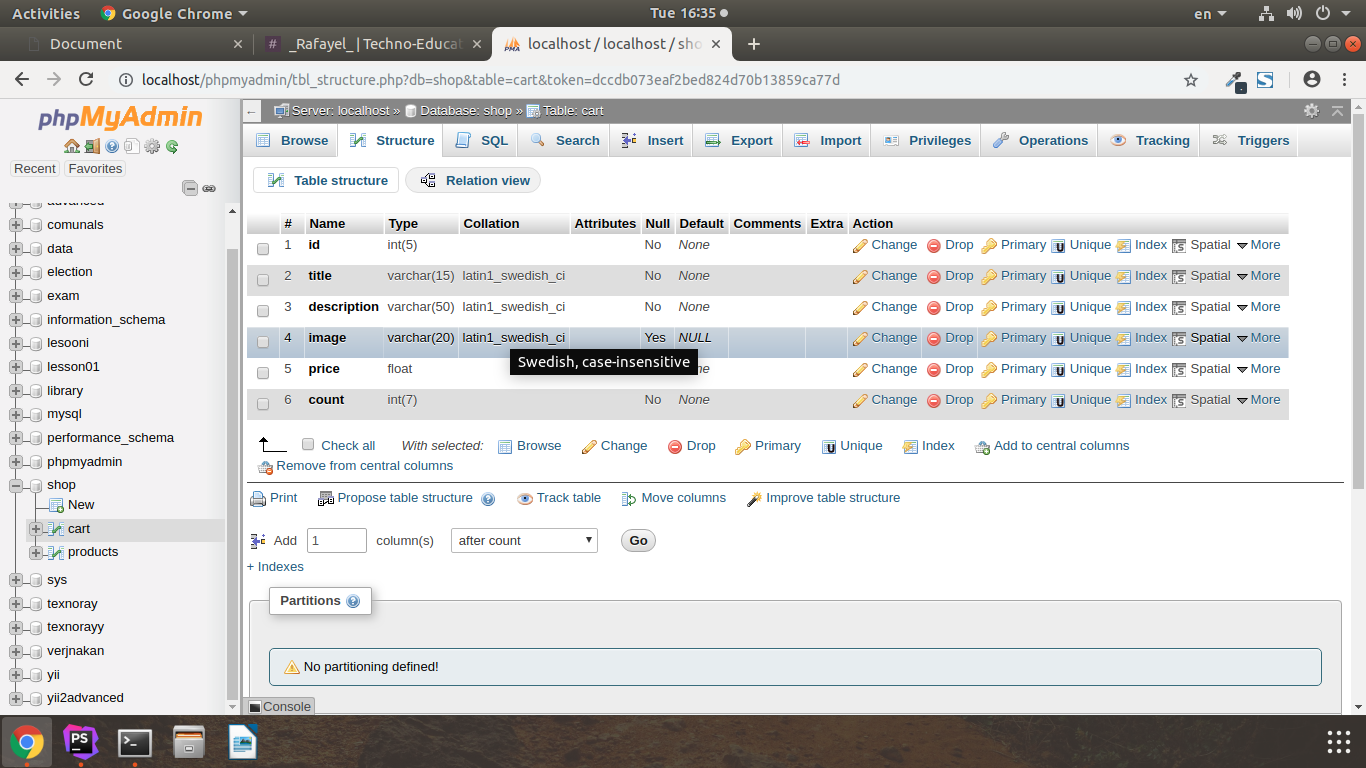 Activities Google Chrome Tue 16:35 en
Document _Rafayel_ | Techno-Educat localhost / localhost / sho
localhost/phpmyadmin/tbl_structure.php?db=shop&table=cart&token=dccdb073eaf2bed824d70b13859ca77d
phpMyAdmin
Recent Favorites
advanced
comunals
data
election
exam
information_schema
lesooni
lesson01
library
mysql
performance_schema
phpmyadmin
shop
New
cart
products
sys
texnoray
texnorayy
verjnakan
yii
yii2advanced
Server: localhost » Database: shop » Table: cart
Browse Structure SQL Search Insert Export Import Privileges Operations Tracking Triggers
Table structure Relation view
# Name Type Collation Attributes Null Default Comments Extra Action
1 id int(5) No None Change Drop Primary Unique Index Spatial More
2 title varchar(15) latin1_swedish_ci No None Change Drop Primary Unique Index Spatial More
3 description varchar(50) latin1_swedish_ci No None Change Drop Primary Unique Index Spatial More
4 image varchar(20) latin1_swedish_ci Yes NULL Change Drop Primary Unique Index Spatial More
Swedish, case-insensitive
5 price float ne Change Drop Primary Unique Index Spatial More
6 count int(7) No None Change Drop Primary Unique Index Spatial More
Check all With selected: Browse Change Drop Primary Unique Index Add to central columns
Remove from central columns
Print Propose table structure Track table Move columns Improve table structure
Add 1 column(s) after count Go
+ Indexes
Partitions
No partitioning defined!
Console